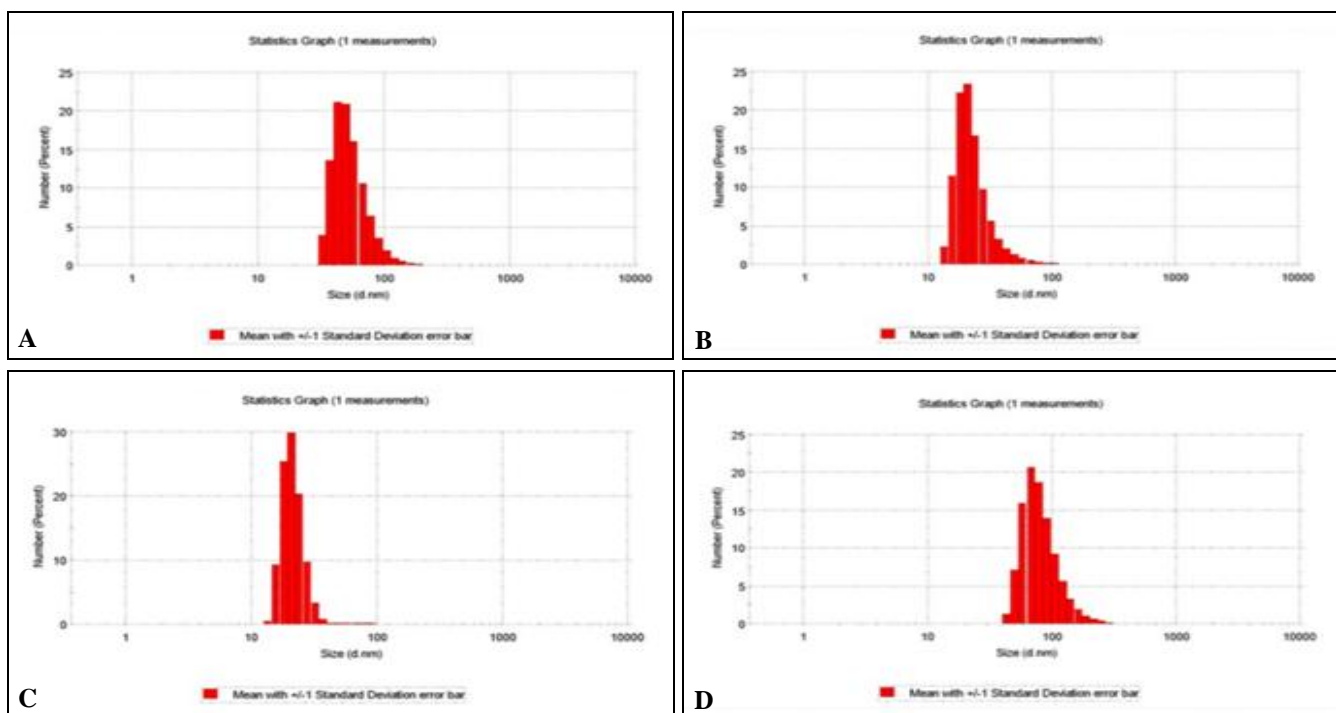 Statistics Graph (1 measurements)
25
20
15
10
5
0
Number (Percent)
1 10 100 1000 10000
Size (d.nm)
Mean with +/-1 Standard Deviation error bar
A
Statistics Graph (1 measurements)
25
20
15
10
5
0
Number (Percent)
1 10 100 1000 10000
Size (d.nm)
Mean with +/-1 Standard Deviation error bar
B
Statistics Graph (1 measurements)
30
20
10
0
Number (Percent)
1 10 100 1000 10000
Size (d.nm)
Mean with +/-1 Standard Deviation error bar
C
Statistics Graph (1 measurements)
25
20
15
10
5
0
Number (Percent)
1 10 100 1000 10000
Size (d.nm)
Mean with +/-1 Standard Deviation error bar
D